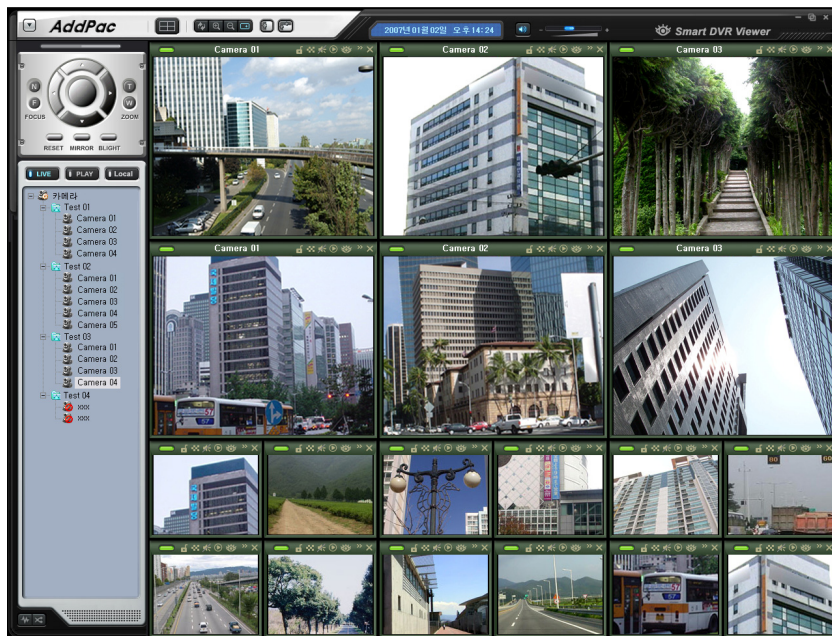 AddPac
2007년 01월 02일 오후 14:24
Smart DVR Viewer
N
T
F
W
FOCUS
ZOOM
RESET MIRROR BLIGHT
LIVE PLAY Local
카메라
Test 01
Camera 01
Camera 02
Camera 03
Camera 04
Test 02
Camera 01
Camera 02
Camera 03
Camera 04
Camera 05
Test 03
Camera 01
Camera 02
Camera 03
Camera 04
Test 04
xxx
xxx
Camera 01
Camera 02
Camera 03
Camera 01
57
57
Camera 02
Camera 03
57